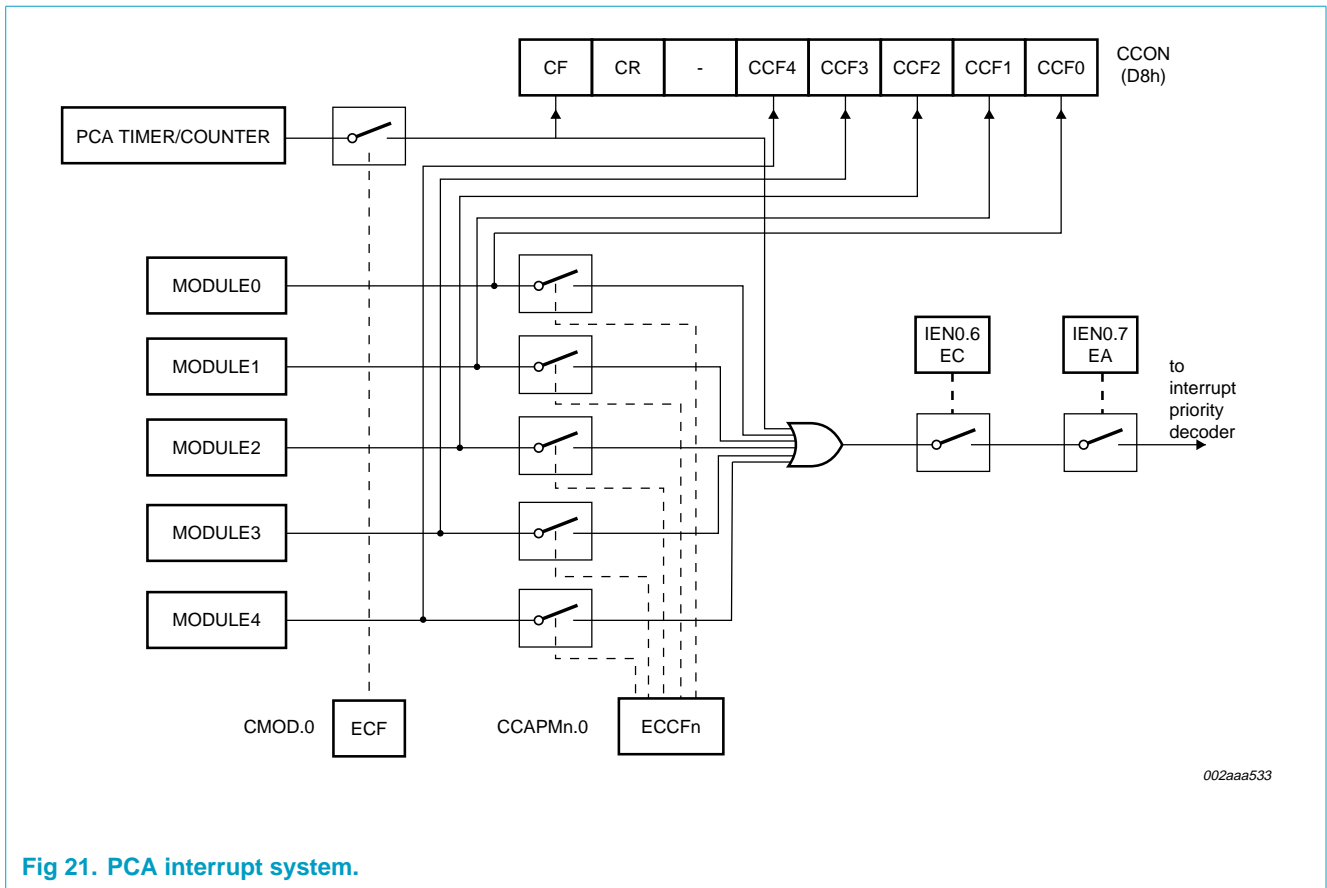 CF CR - CCF4 CCF3 CCF2 CCF1 CCF0
CCON
(D8h)
PCA TIMER/COUNTER
MODULE0
MODULE1
MODULE2
MODULE3
MODULE4
IEN0.6
EC
IEN0.7
EA
to
interrupt
priority
decoder
CMOD.0
ECF
CCAPMn.0
ECCFn
002aaa533
Fig 21. PCA interrupt system.